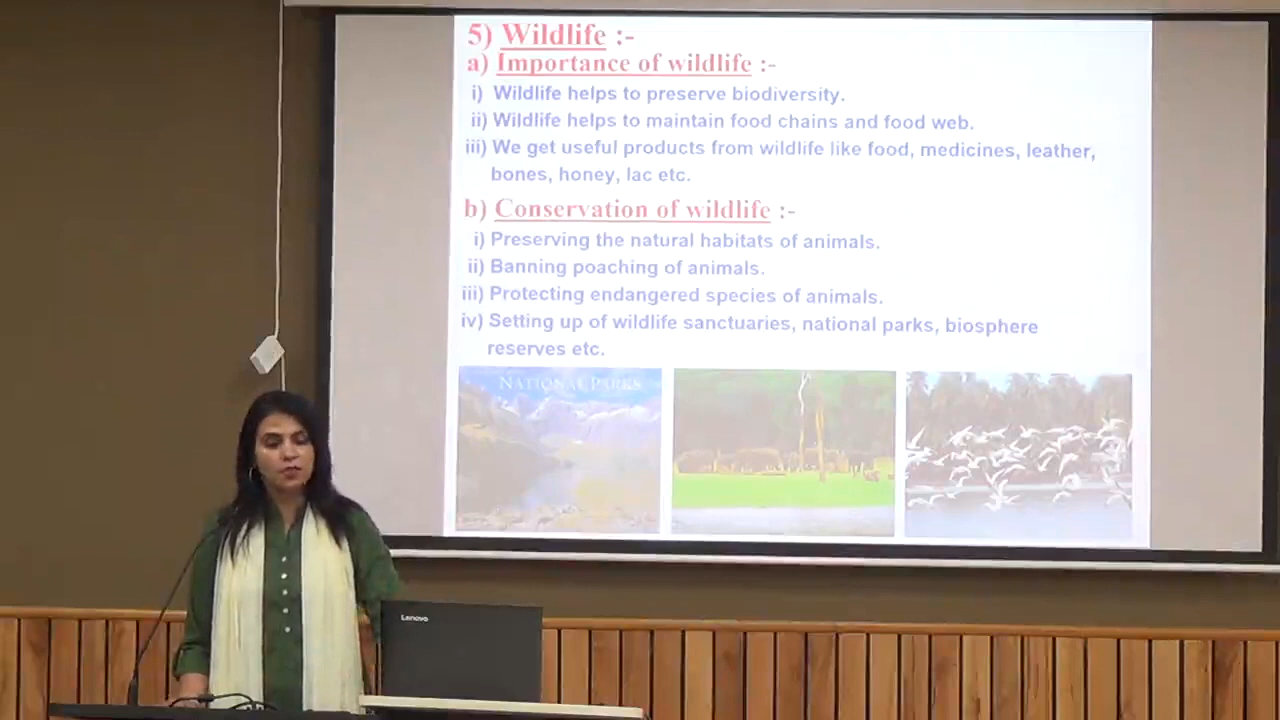 5) Wildlife :-
a) Importance of wildlife :-
i) Wildlife helps to preserve biodiversity.
ii) Wildlife helps to maintain food chains and food web.
iii) We get useful products from wildlife like food, medicines, leather,
bones, honey, lac etc.
b) Conservation of wildlife :-
i) Preserving the natural habitats of animals.
ii) Banning poaching of animals.
iii) Protecting endangered species of animals.
iv) Setting up of wildlife sanctuaries, national parks, biosphere
reserves etc.
NATIONAL PARKS
Lenovo